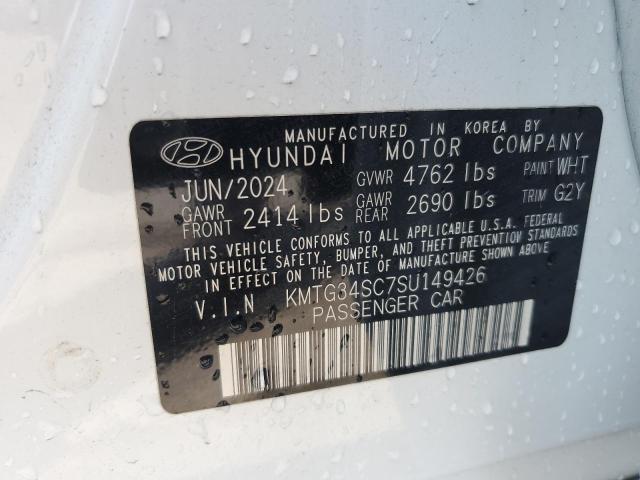 MANUFACTURED IN KOREA BY
HYUNDAI MOTOR COMPANY
JUN/2024 GVWR 4762 lbs PAINT WHT
GAWR FRONT 2414 lbs GAWR REAR 2690 lbs TRIM G2Y
THIS VEHICLE CONFORMS TO ALL APPLICABLE U.S.A. FEDERAL
MOTOR VEHICLE SAFETY, BUMPER, AND THEFT PREVENTION STANDARDS
IN EFFECT ON THE DATE OF MANUFACTURE SHOWN ABOVE
V.I.N KMTG34SC7SU149426
PASSENGER CAR